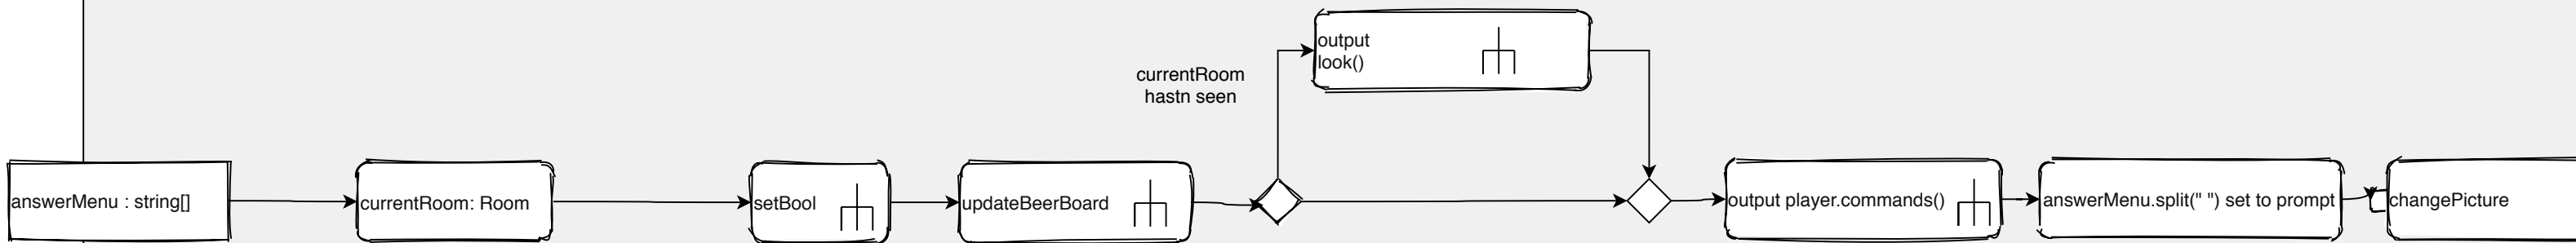 output
look()
currentRoom
hastn seen
answerMenu : string[]
currentRoom: Room
setBool
updateBeerBoard
output player.commands()
answerMenu.split(" ") set to prompt
changePicture